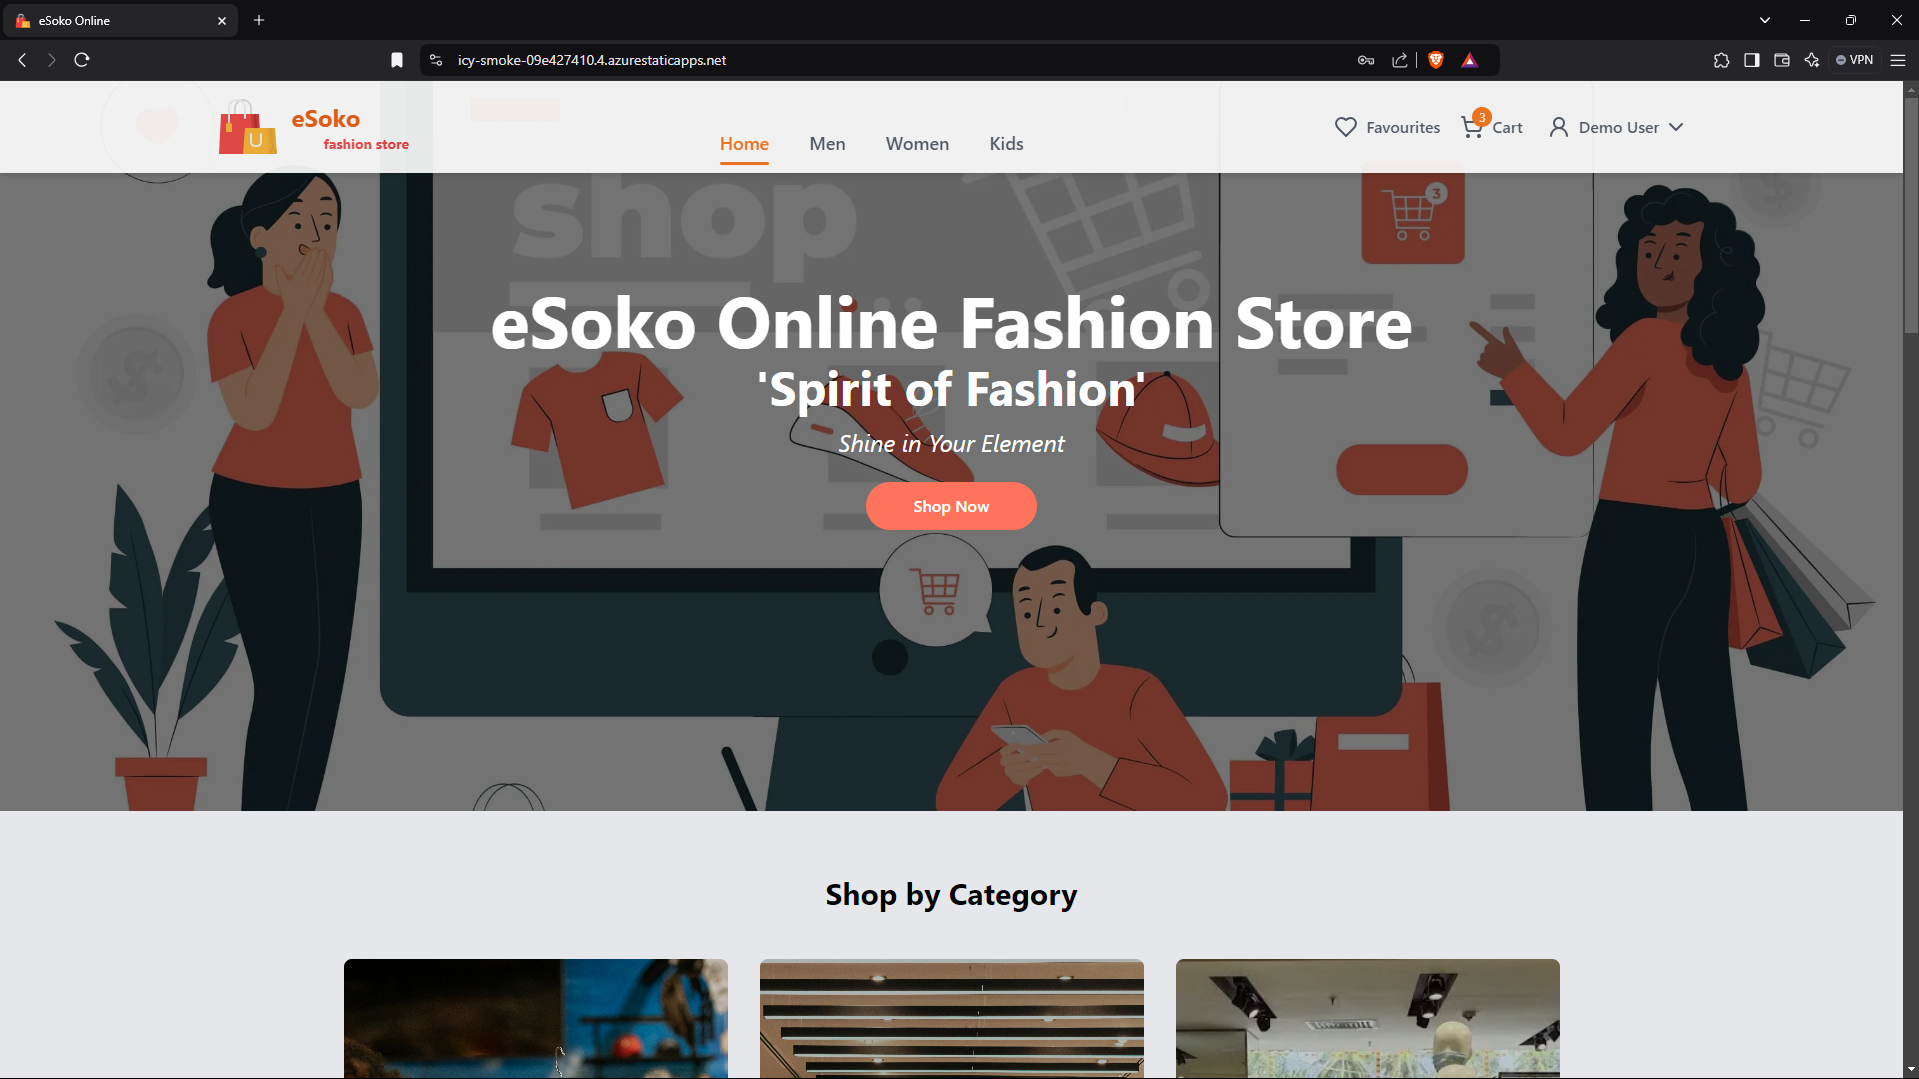 eSoko Online
icy-smoke-09e427410.4.azurestaticapps.net
VPN
eSoko
fashion store
U
Home
Men
Women
Kids
Favourites
3
Cart
Demo User
shop
3
eSoko Online Fashion Store
'Spirit of Fashion'
Shine in Your Element
Shop Now
Shop by Category